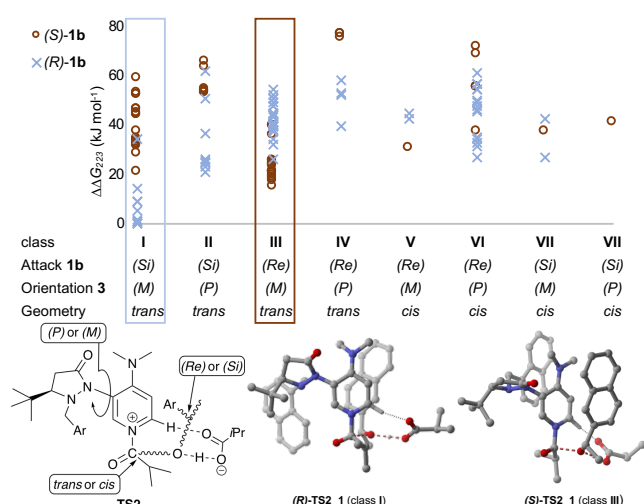 (S)-1b
(R)-1b
80
60
40
20
0
ΔΔG223 (kJ mol-1)
class I II III IV V VI VII VII
Attack 1b (Si) (Si) (Re) (Re) (Re) (Re) (Si) (Si)
Orientation 3 (M) (P) (M) (P) (M) (P) (M) (P)
Geometry trans trans trans trans cis cis cis cis
(P) or (M)
(Re) or (Si)
O
N
N
N
Ar
Ar
H
O
iPr
N
+
O
C
O
H
O
⊖
trans or cis
TS2
(R)-TS2_1 (class I)
(S)-TS2_1 (class III)